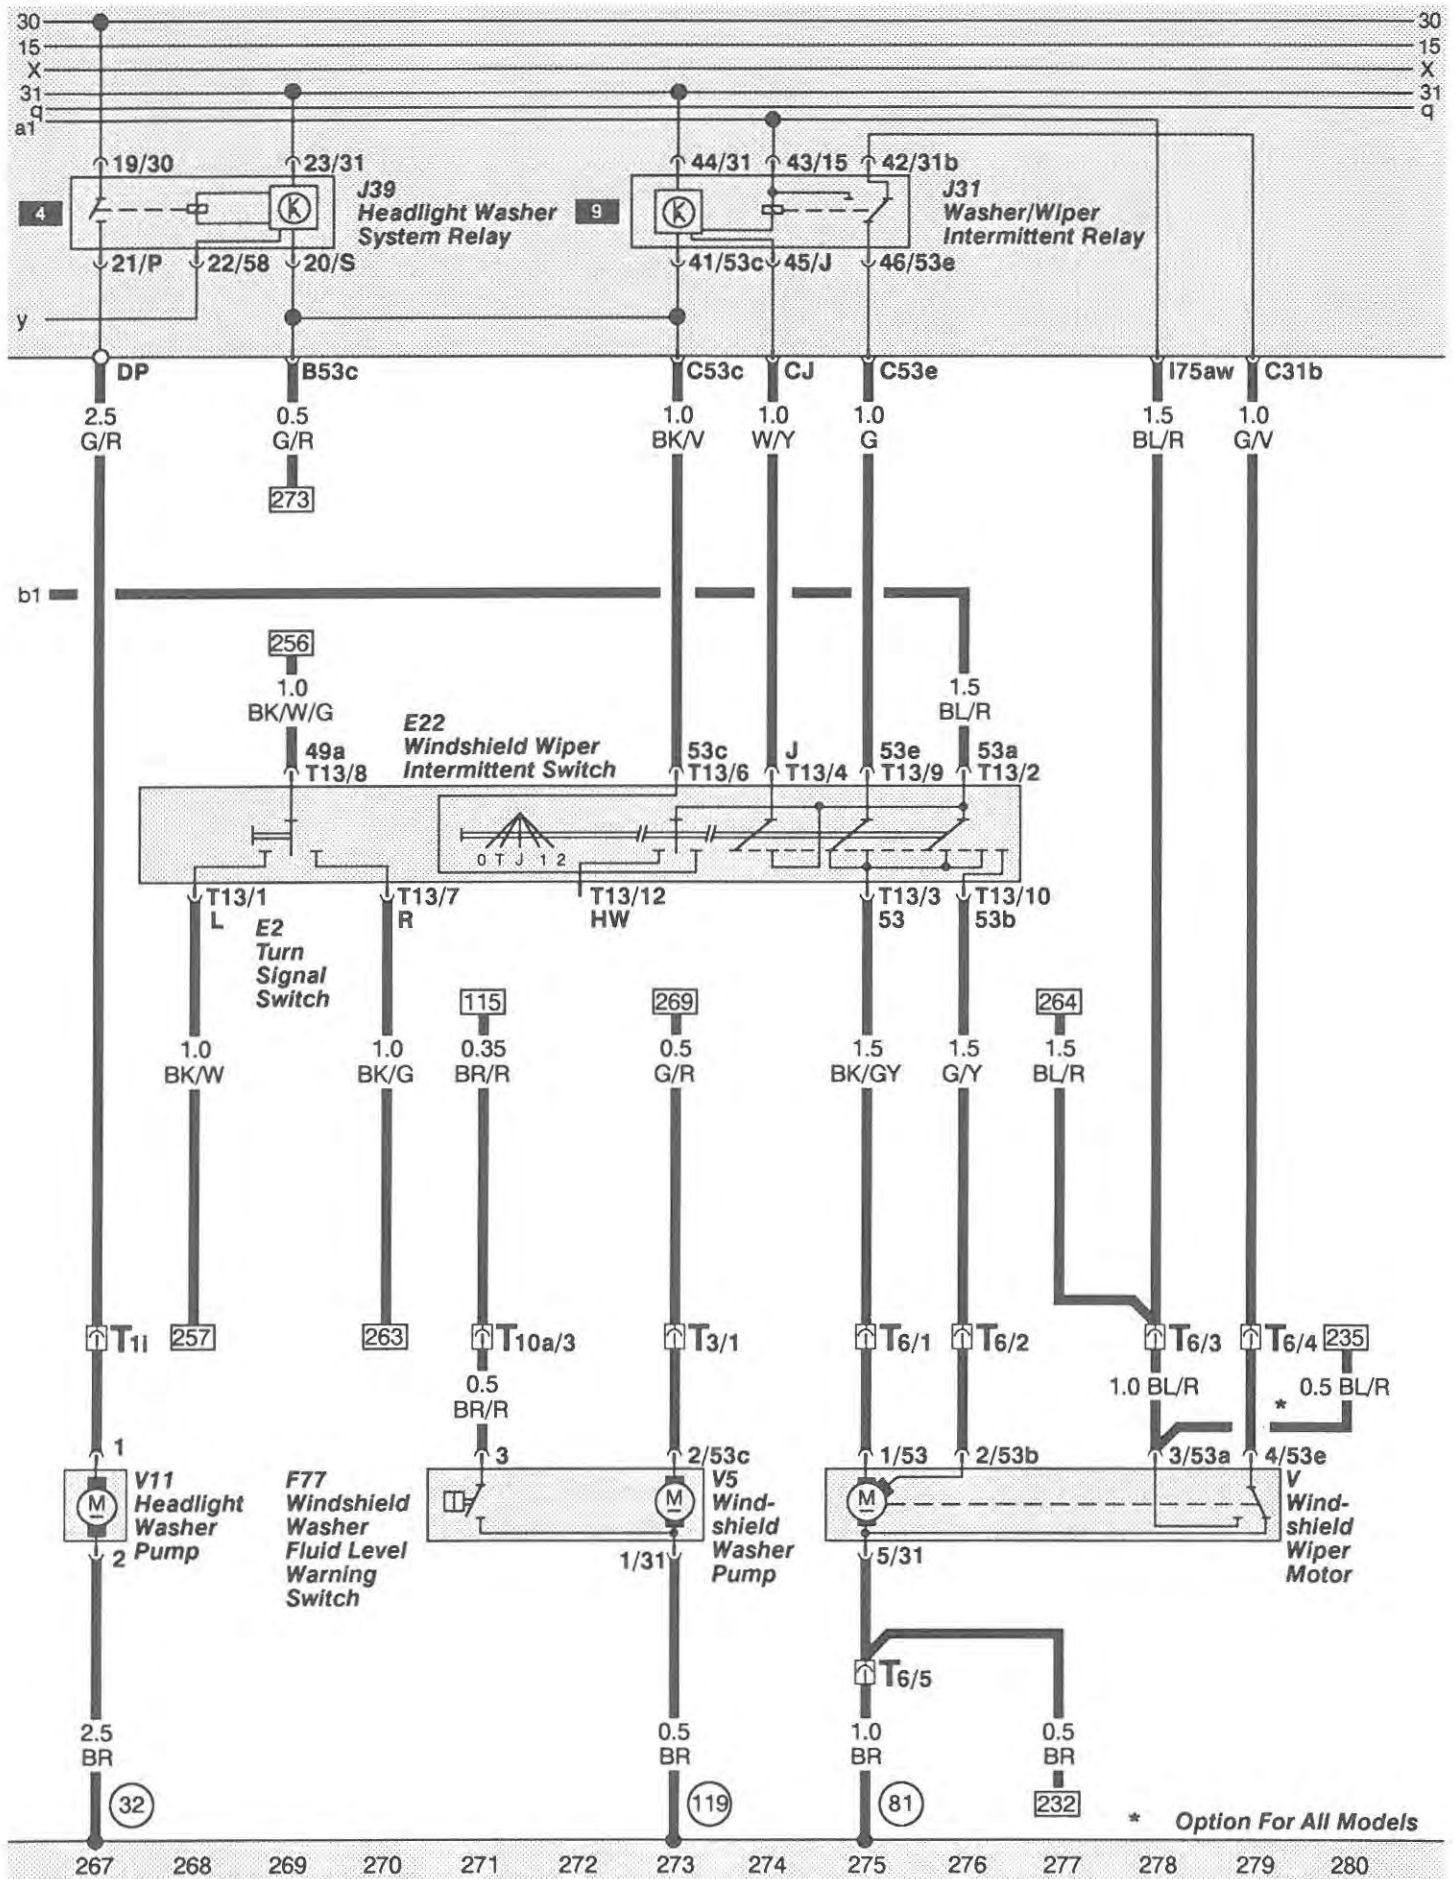 30 30
15 15
X X
31 31
q q
a1
19/30 23/31 44/31 43/15 42/31b
4
J39
Headlight Washer
System Relay
9
J31
Washer/Wiper
Intermittent Relay
21/P 22/58 20/S 41/53c 45/J 46/53e
y
DP B53c C53c CJ C53e I75aw C31b
2.5 0.5 1.0 1.0 1.0 1.5 1.0
G/R G/R BK/V W/Y G BL/R G/V
273
b1
256
1.0
BK/W/G
1.5
BL/R
E22
Windshield Wiper
Intermittent Switch
49a 53c J 53e 53a
T13/8 T13/6 T13/4 T13/9 T13/2
0 T J 1 2
T13/1 T13/7 T13/12 T13/3 T13/10
L R HW 53 53b
E2
Turn
Signal
Switch
115 269 264
1.0 1.0 0.35 0.5 1.5 1.5 1.5
BK/W BK/G BR/R G/R BK/GY G/Y BL/R
T1i 257 263 T10a/3 T3/1 T6/1 T6/2 T6/3 T6/4 235
0.5
BR/R
1.0 BL/R 0.5 BL/R
*
1 3 2/53c 1/53 2/53b 3/53a 4/53e
M M M
V11
Headlight
Washer
Pump
F77
Windshield
Washer
Fluid Level
Warning
Switch
V5
Wind-
shield
Washer
Pump
V
Wind-
shield
Wiper
Motor
2 1/31 5/31
T6/5
2.5 0.5 1.0 0.5
BR BR BR BR
32 119 81 232
* Option For All Models
267 268 269 270 271 272 273 274 275 276 277 278 279 280